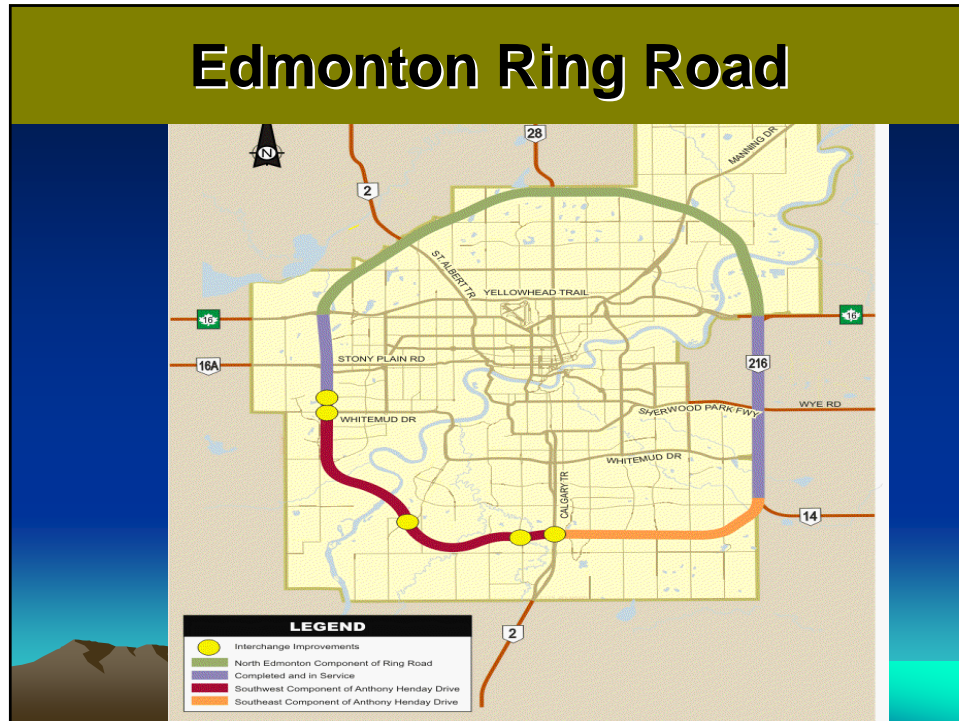 Edmonton Ring Road
N
28
MANNING DR
2
ST. ALBERT TR
YELLOWHEAD TRAIL
16
16
16A
STONY PLAIN RD
216
WYE RD
SHERWOOD PARK FWY
WHITEMUD DR
WHITEMUD DR
CALGARY TR
14
2
LEGEND
Interchange Improvements
North Edmonton Component of Ring Road
Completed and in Service
Southwest Component of Anthony Henday Drive
Southeast Component of Anthony Henday Drive